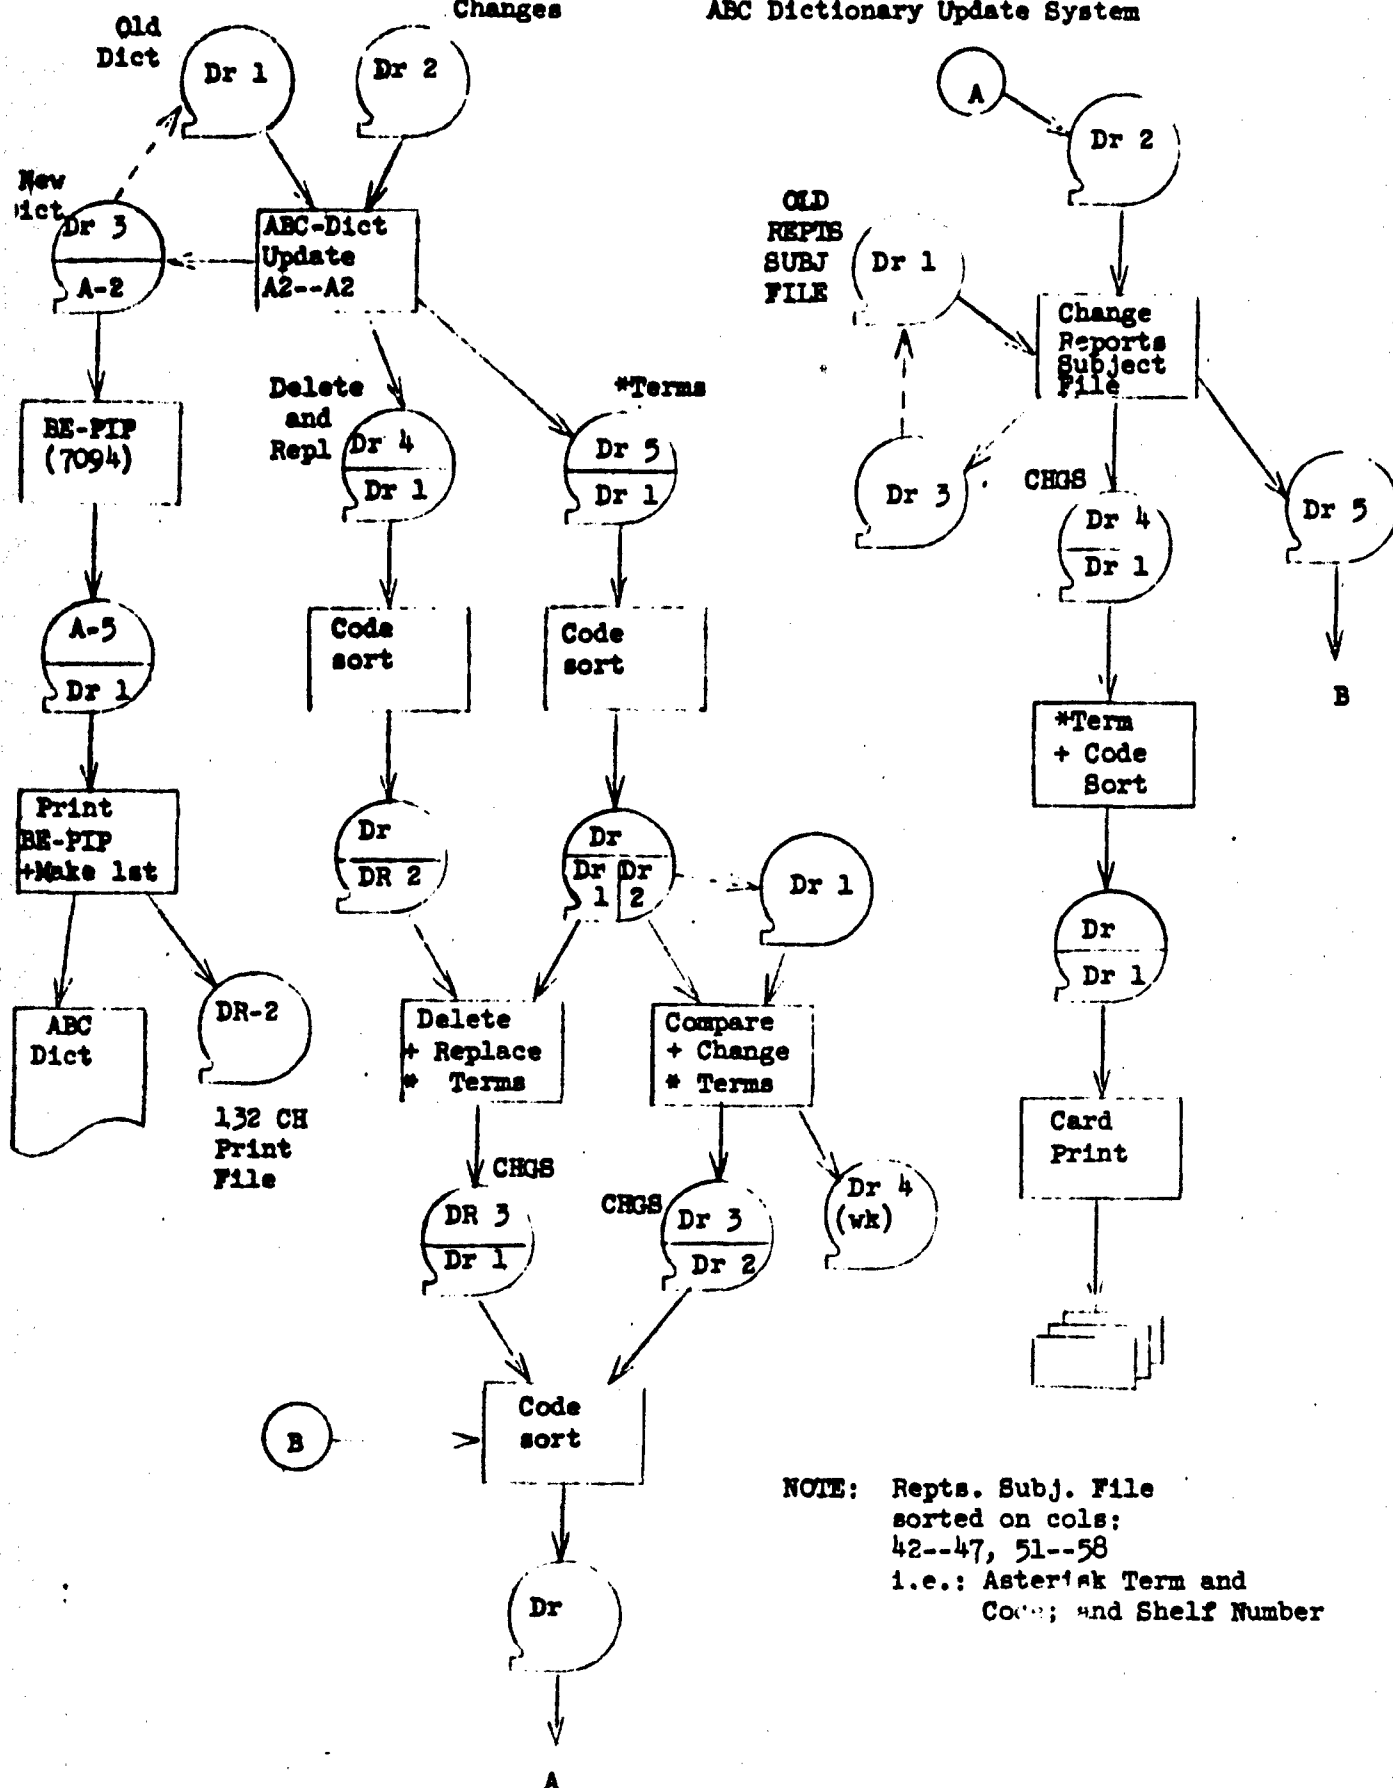 Changes
ABC Dictionary Update System
Old
Dict
Dr 1
Dr 2
New
Dr 3
A-2
ABC-Dict
Update
A2--A2
BE-PIP
(7094)
A-5
Dr 1
Print
BE-PIP
+Make 1st
ABC
Dict
DR-2
132 CH
Print
File
Delete
and
Repl
Dr 4
Dr 1
*Terms
Dr 5
Dr 1
Code
sort
Code
sort
Dr
DR 2
Dr
Dr Dr
1 2
Dr 1
Delete
+ Replace
* Terms
Compare
+ Change
* Terms
CHGS
DR 3
Dr 1
CHGS
Dr 3
Dr 2
Dr 4
(wk)
B
Code
sort
Dr
A
A
Dr 2
OLD
REPTS
SUBJ
FILE
Dr 1
Change
Reports
Subject
File
Dr 3
CHGS
Dr 4
Dr 1
Dr 5
B
*Term
+ Code
Sort
Dr
Dr 1
Card
Print
NOTE: Repts. Subj. File
sorted on cols:
42--47, 51--58
i.e.: Asterisk Term and
Code; and Shelf Number